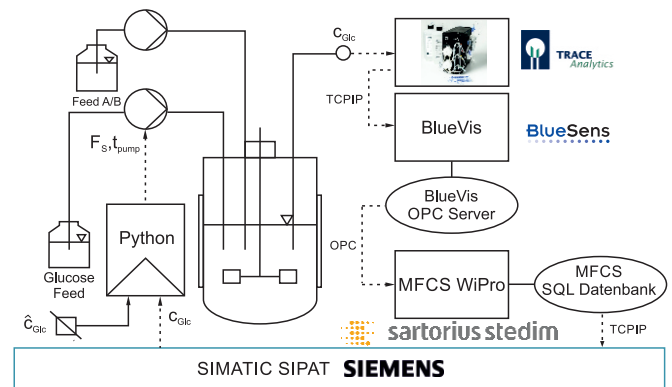 c_Glc
TRACE
Analytics
Feed A/B
TCPIP
BlueVis
BlueSens
F_S,t_pump
BlueVis
OPC Server
Python
OPC
Glucose
Feed
MFCS WiPro
MFCS
SQL Datenbank
ĉ_Glc
c_Glc
sartorius stedim
TCPIP
SIMATIC SIPAT SIEMENS